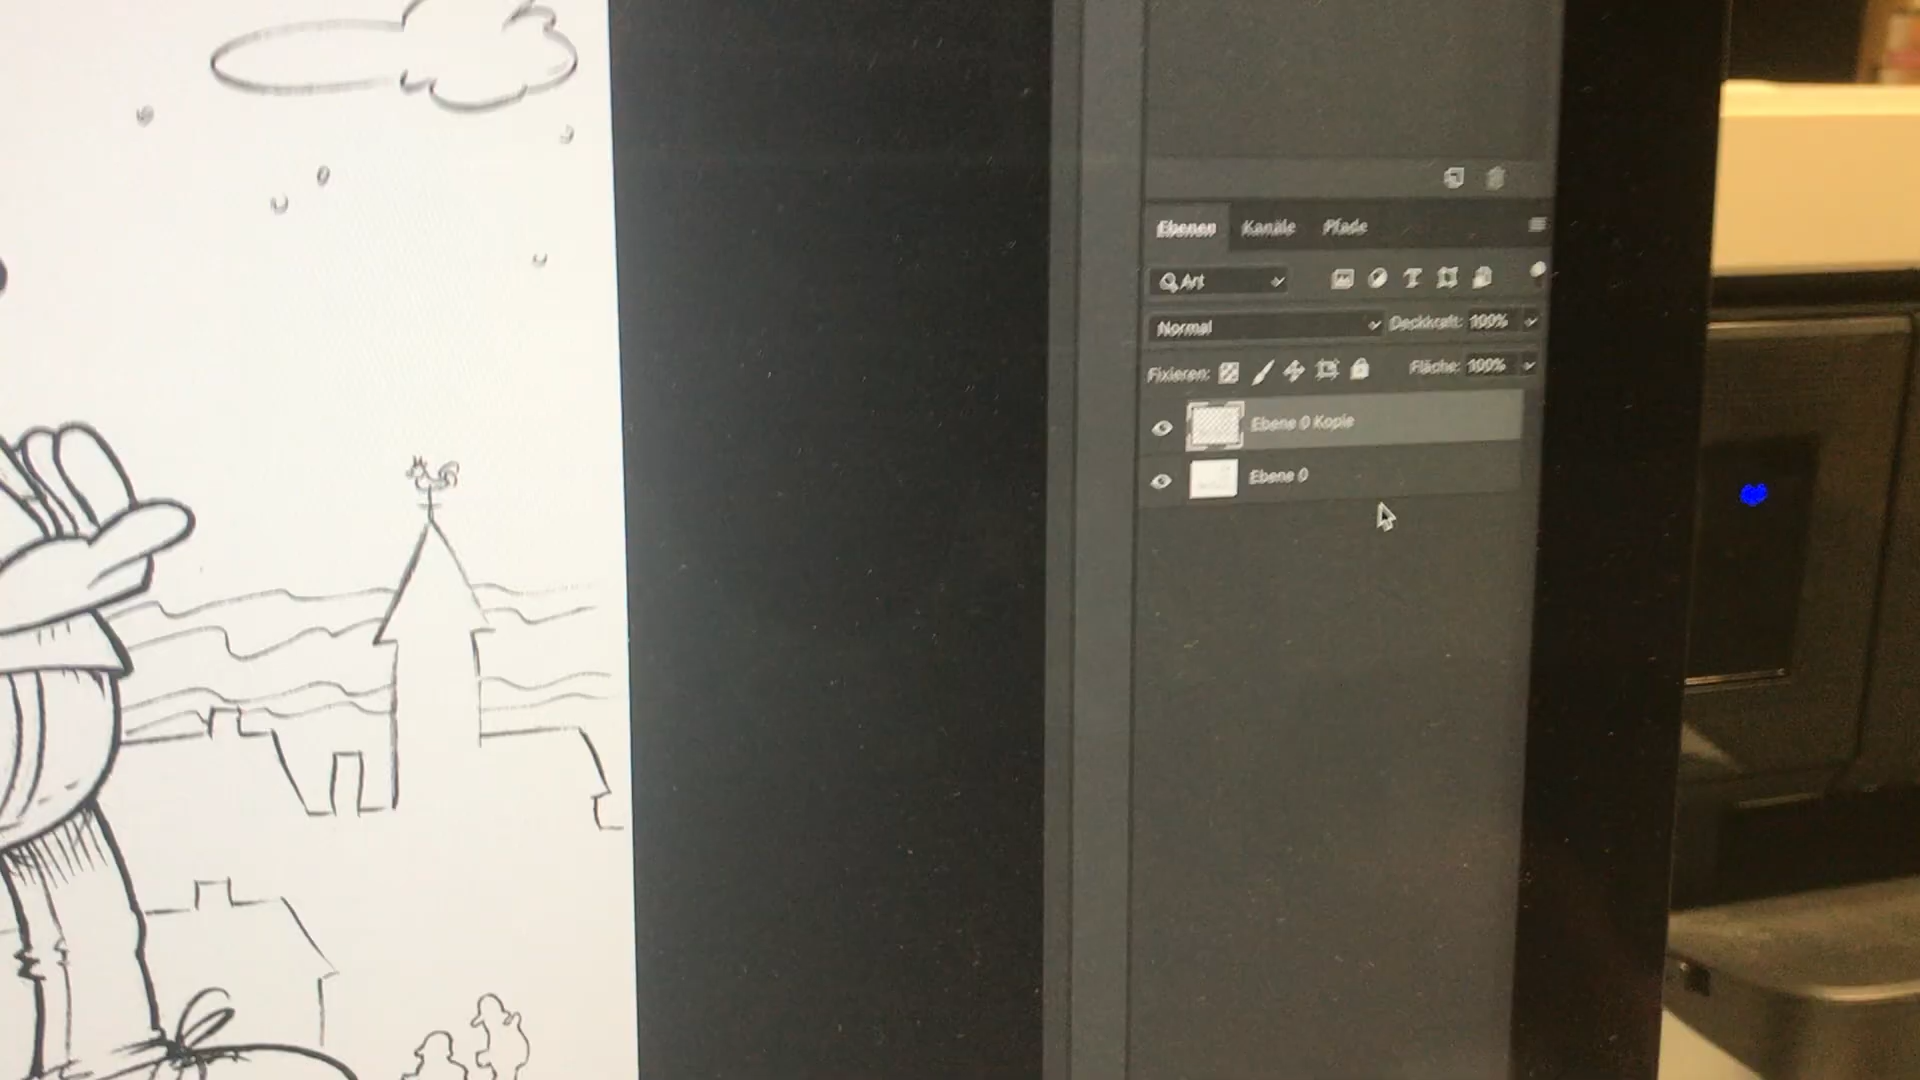 Ebenen Kanäle Pfade
Art
Normal Deckkraft: 100%
Fixieren: Fläche: 100%
Ebene 0 Kopie
Ebene 0